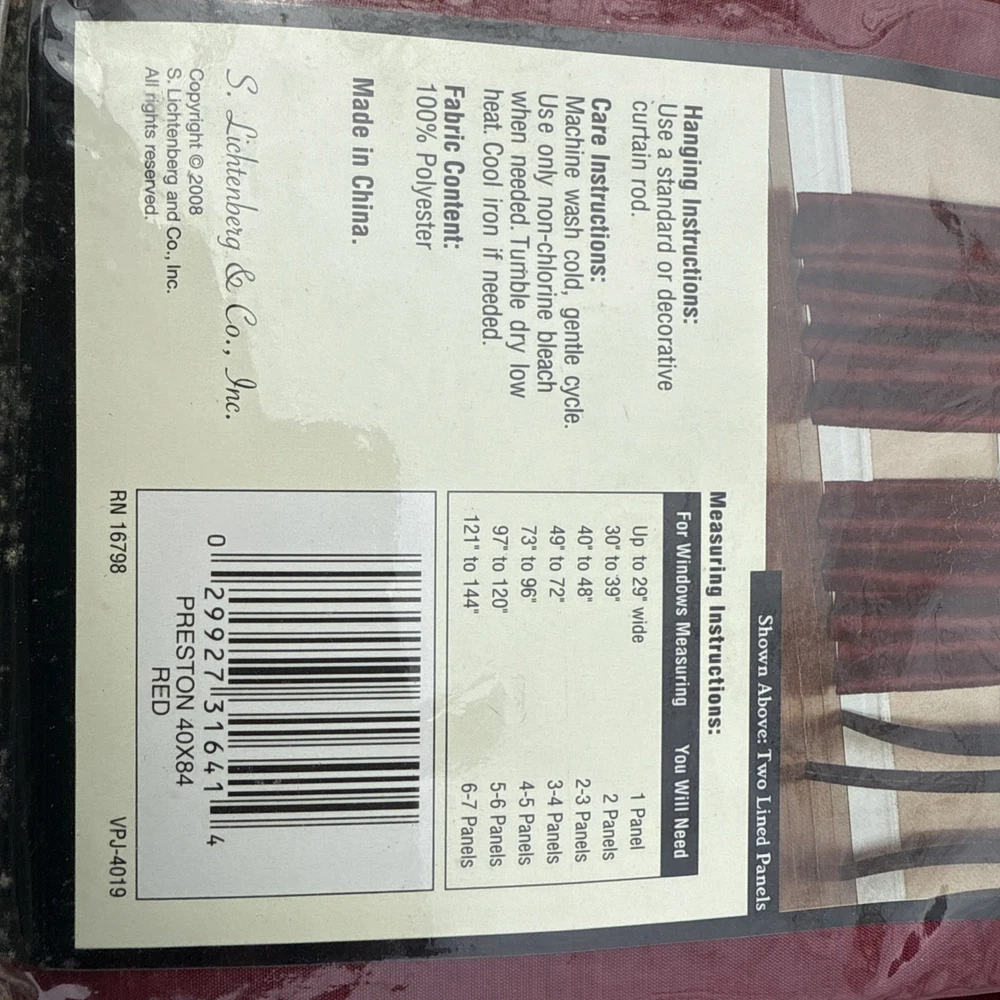 Shown Above: Two Lined Panels
Hanging Instructions:
Use a standard or decorative
curtain rod.
Care Instructions:
Machine wash cold, gentle cycle.
Use only non-chlorine bleach
when needed. Tumble dry low
heat. Cool iron if needed.
Fabric Content:
100% Polyester
Made in China.
S. Lichtenberg & Co., Inc.
Copyright © 2008
S. Lichtenberg and Co., Inc.
All rights reserved.
Measuring Instructions:
For Windows Measuring You Will Need
Up to 29" wide 1 Panel
30" to 39" 2 Panels
40" to 48" 2-3 Panels
49" to 72" 3-4 Panels
73" to 96" 4-5 Panels
97" to 120" 5-6 Panels
121" to 144" 6-7 Panels
0 29927 31641 4
PRESTON 40X84
RED
RN 16798 VPJ-4019